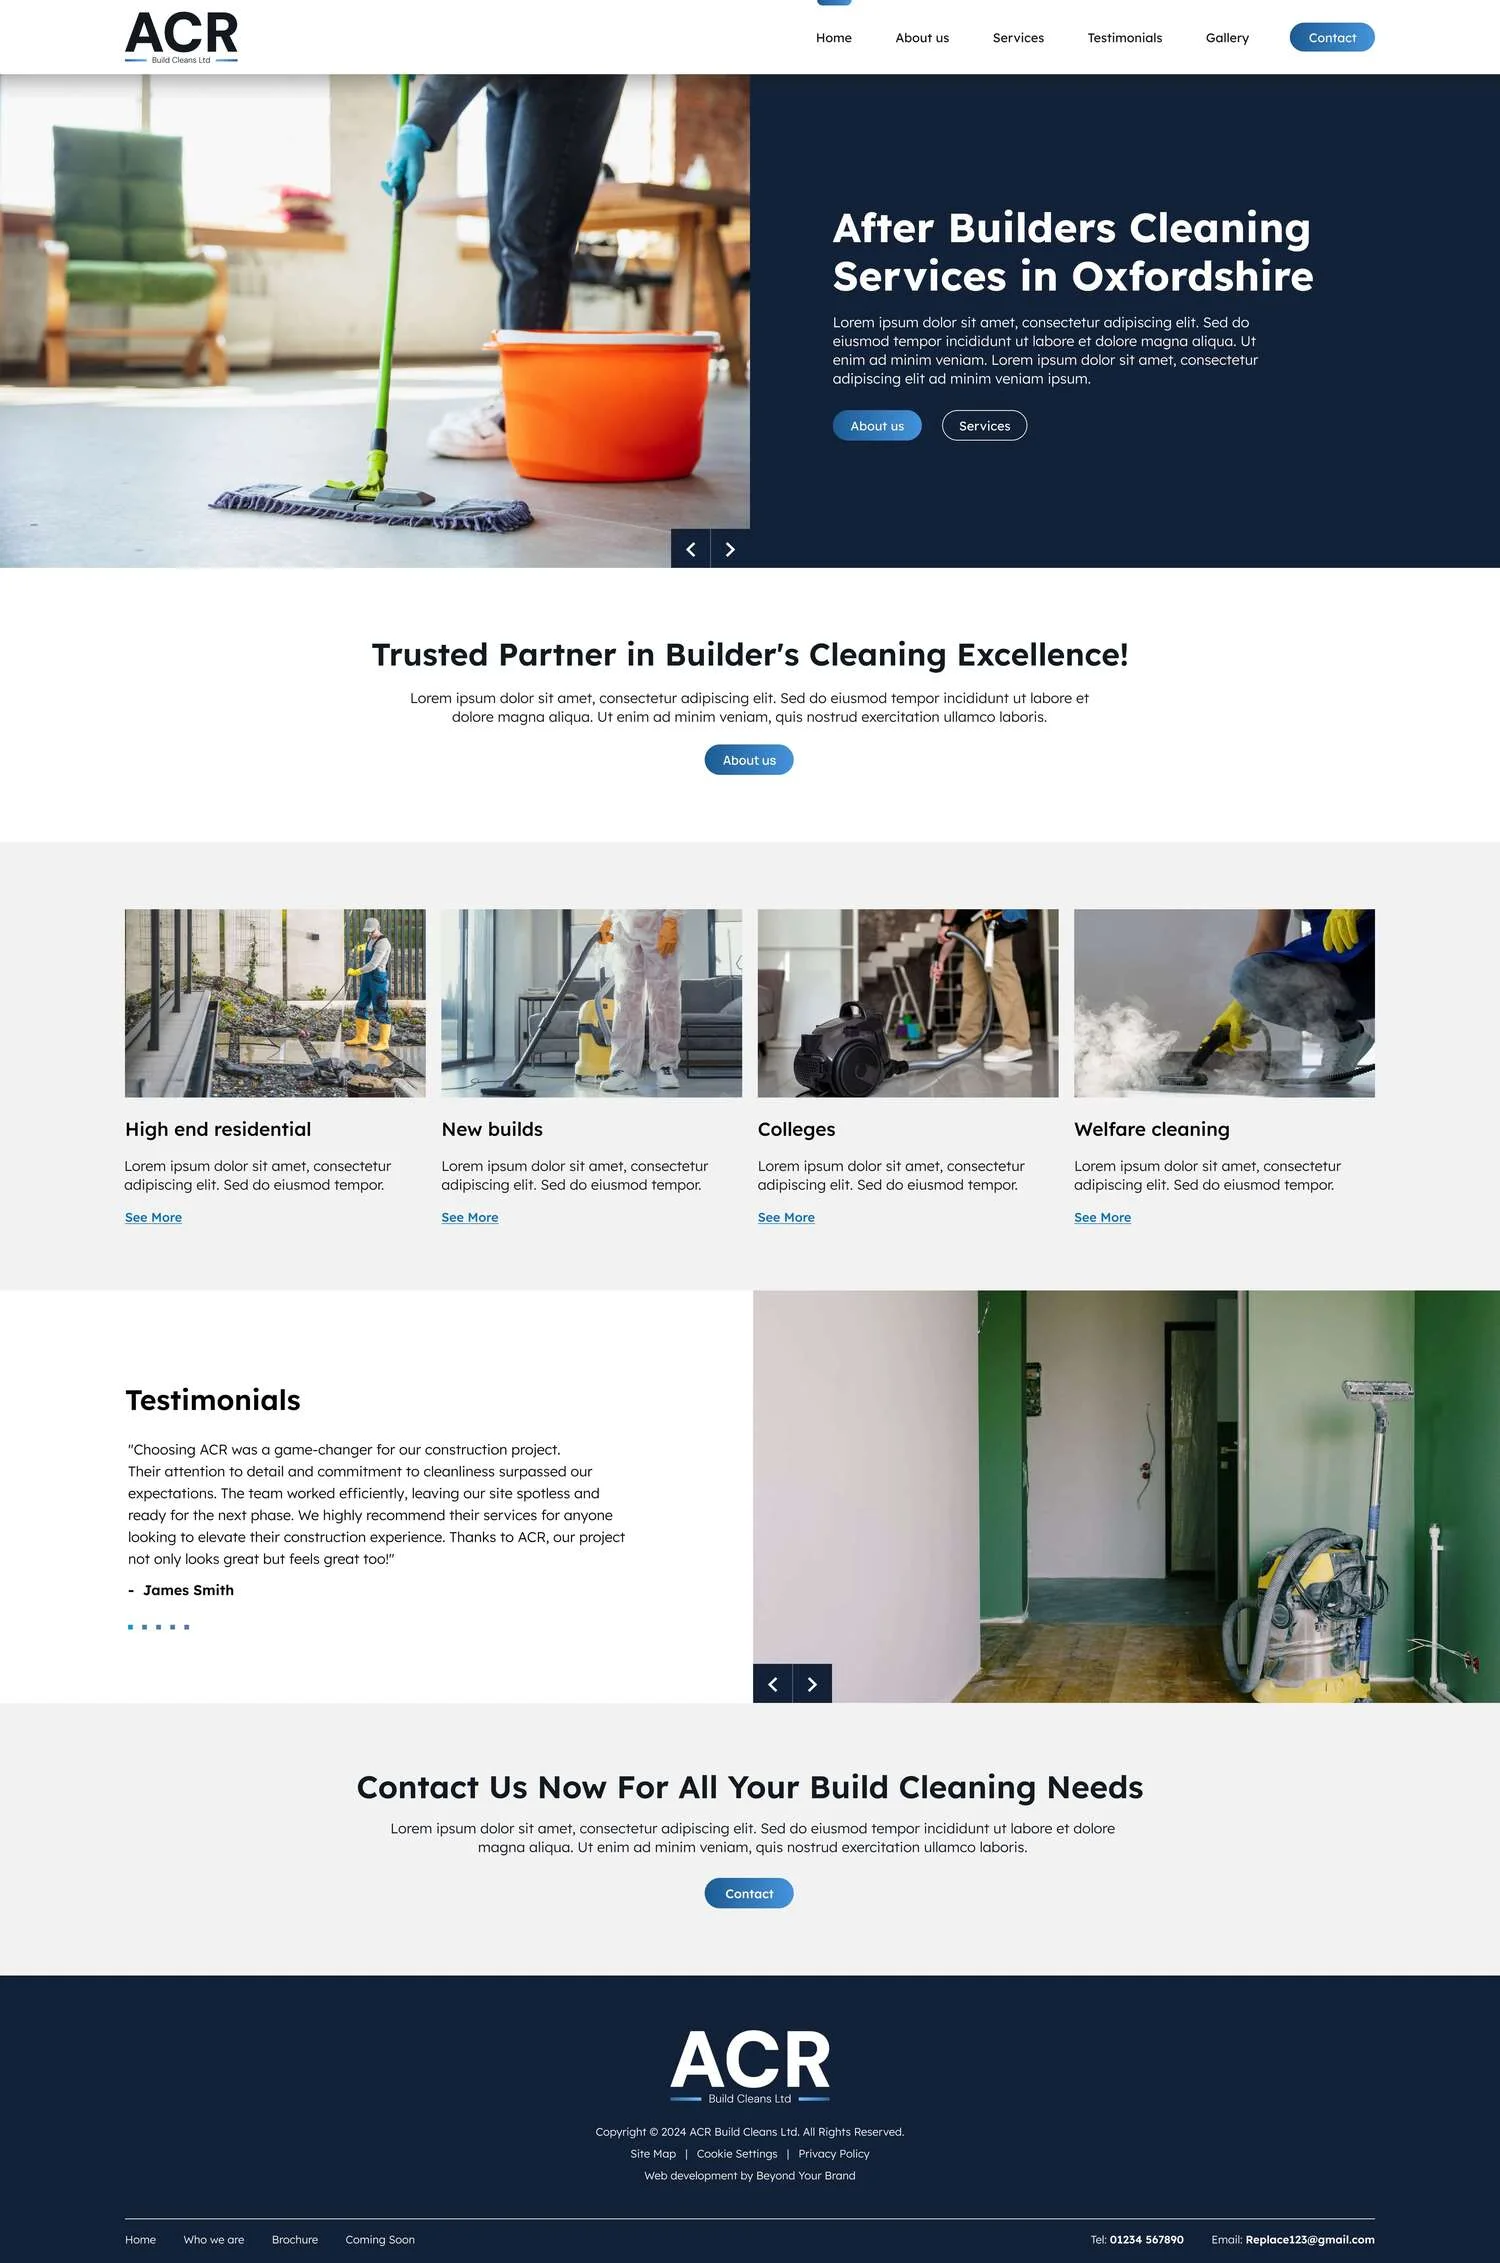 ACR
Build Cleans Ltd
Home
About us
Services
Testimonials
Gallery
Contact
After Builders Cleaning
Services in Oxfordshire
Lorem ipsum dolor sit amet, consectetur adipiscing elit. Sed do
eiusmod tempor incididunt ut labore et dolore magna aliqua. Ut
enim ad minim veniam. Lorem ipsum dolor sit amet, consectetur
adipiscing elit ad minim veniam ipsum.
About us
Services
Trusted Partner in Builder's Cleaning Excellence!
Lorem ipsum dolor sit amet, consectetur adipiscing elit. Sed do eiusmod tempor incididunt ut labore et
dolore magna aliqua. Ut enim ad minim veniam, quis nostrud exercitation ullamco laboris.
About us
High end residential
Lorem ipsum dolor sit amet, consectetur
adipiscing elit. Sed do eiusmod tempor.
See More
New builds
Lorem ipsum dolor sit amet, consectetur
adipiscing elit. Sed do eiusmod tempor.
See More
Colleges
Lorem ipsum dolor sit amet, consectetur
adipiscing elit. Sed do eiusmod tempor.
See More
Welfare cleaning
Lorem ipsum dolor sit amet, consectetur
adipiscing elit. Sed do eiusmod tempor.
See More
Testimonials
"Choosing ACR was a game-changer for our construction project.
Their attention to detail and commitment to cleanliness surpassed our
expectations. The team worked efficiently, leaving our site spotless and
ready for the next phase. We highly recommend their services for anyone
looking to elevate their construction experience. Thanks to ACR, our project
not only looks great but feels great too!"
- James Smith
Contact Us Now For All Your Build Cleaning Needs
Lorem ipsum dolor sit amet, consectetur adipiscing elit. Sed do eiusmod tempor incididunt ut labore et dolore
magna aliqua. Ut enim ad minim veniam, quis nostrud exercitation ullamco laboris.
Contact
ACR
Build Cleans Ltd
Copyright © 2024 ACR Build Cleans Ltd. All Rights Reserved.
Site Map | Cookie Settings | Privacy Policy
Web development by Beyond Your Brand
Home
Who we are
Brochure
Coming Soon
Tel: 01234 567890
Email: Replace123@gmail.com